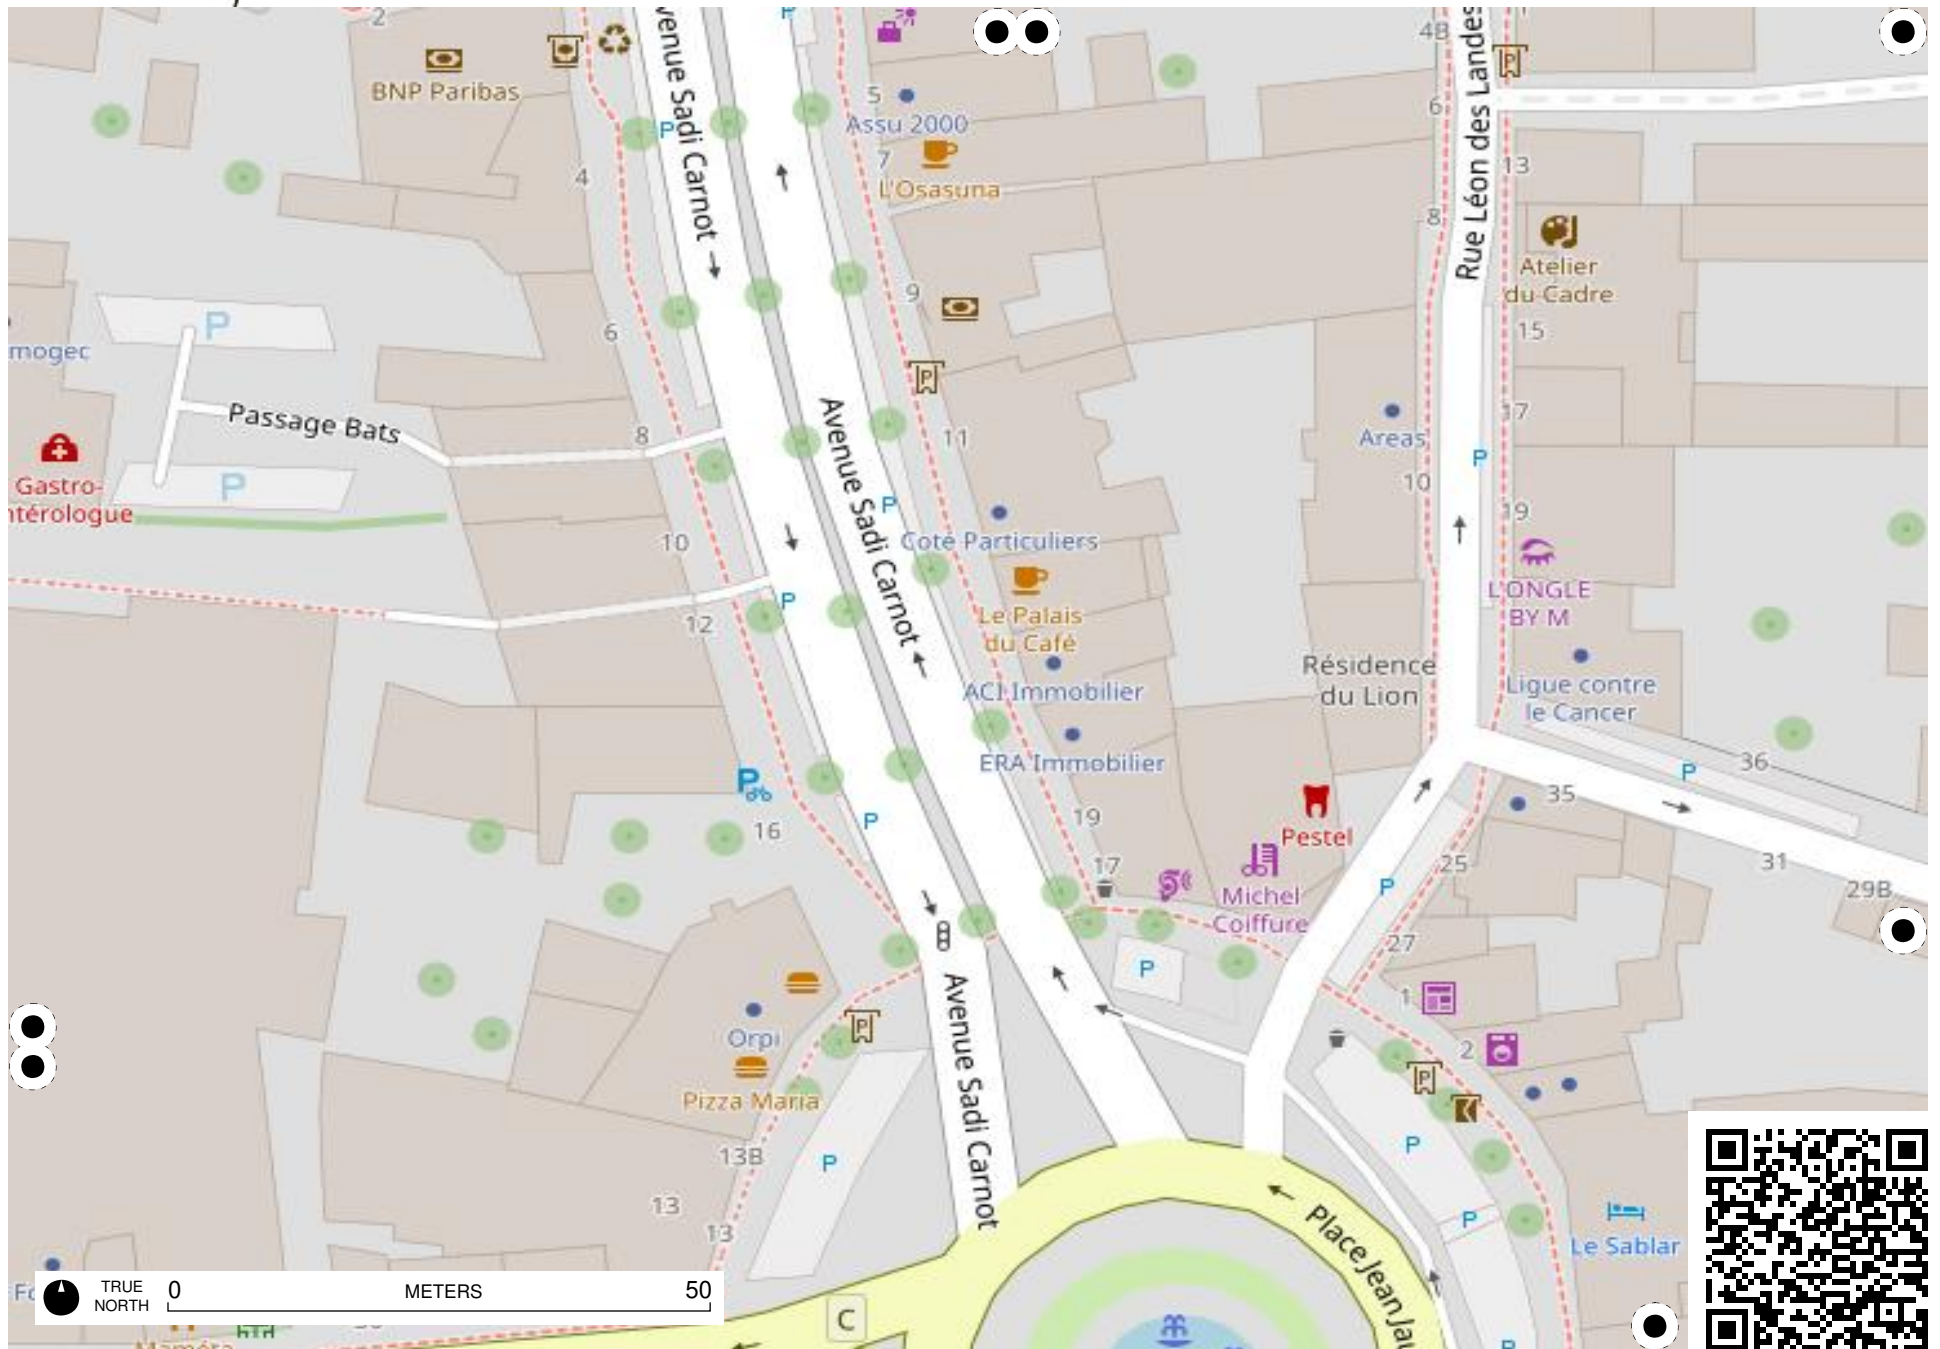 2
BNP Paribas
P
venue Sadi Carnot
P
5
Assu 2000
7
L'Osasuna
4
4B
6
P
Rue Léon des Landes
13
8
Atelier
du Cadre
15
P
mogec
6
9
P
Passage Bats
8
Avenue Sadi Carnot
11
17
Areas
P
10
Gastro-
ntérologue
P
P
19
Coté Particuliers
10
L'ONGLE
BY M
P
12
Le Palais
du Café
Résidence
du Lion
ACI Immobilier
Ligue contre
le Cancer
ERA Immobilier
36
P
P
35
16
P
19
Pestel
17
25
31
29B
P
Michel
Coiffure
27
P
1
Avenue Sadi Carnot
P
Orpi
2
P
Pizza Maria
P
13B
P
13
13
P
Place Jean Jau
Le Sablar
TRUE
NORTH
0
METERS
50
C
Maméta
P